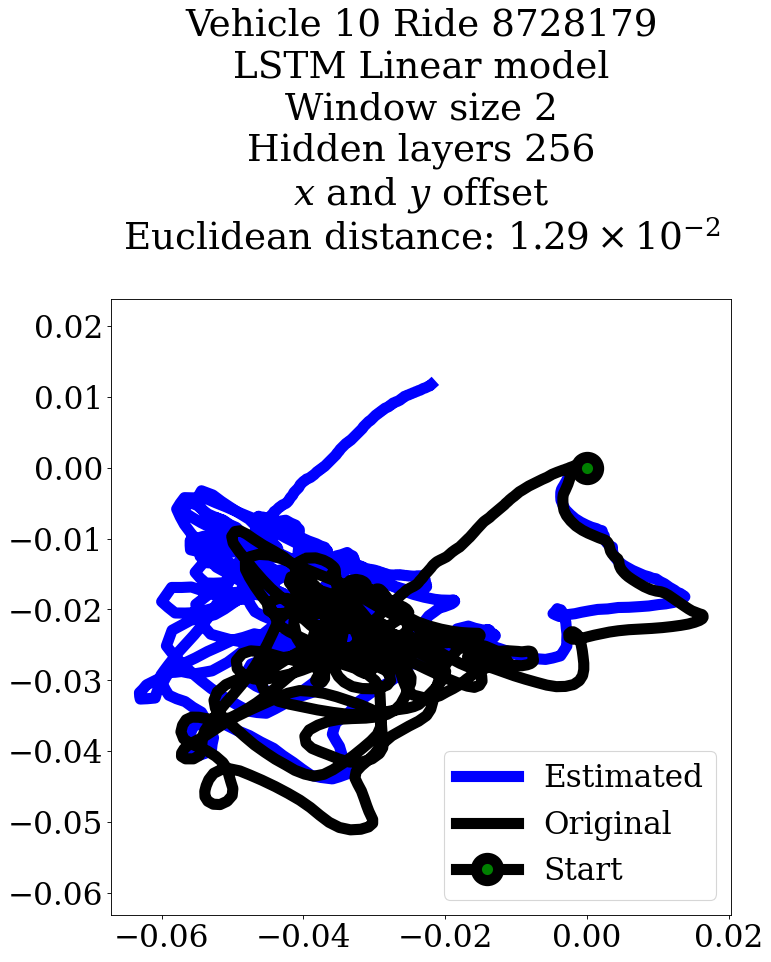 Vehicle 10 Ride 8728179
LSTM Linear model
Window size 2
Hidden layers 256
x and y offset
Euclidean distance: 1.29 × 10⁻²
0.02
0.01
0.00
−0.01
−0.02
−0.03
−0.04
−0.05
−0.06
Estimated
Original
Start
−0.06 −0.04 −0.02 0.00 0.02